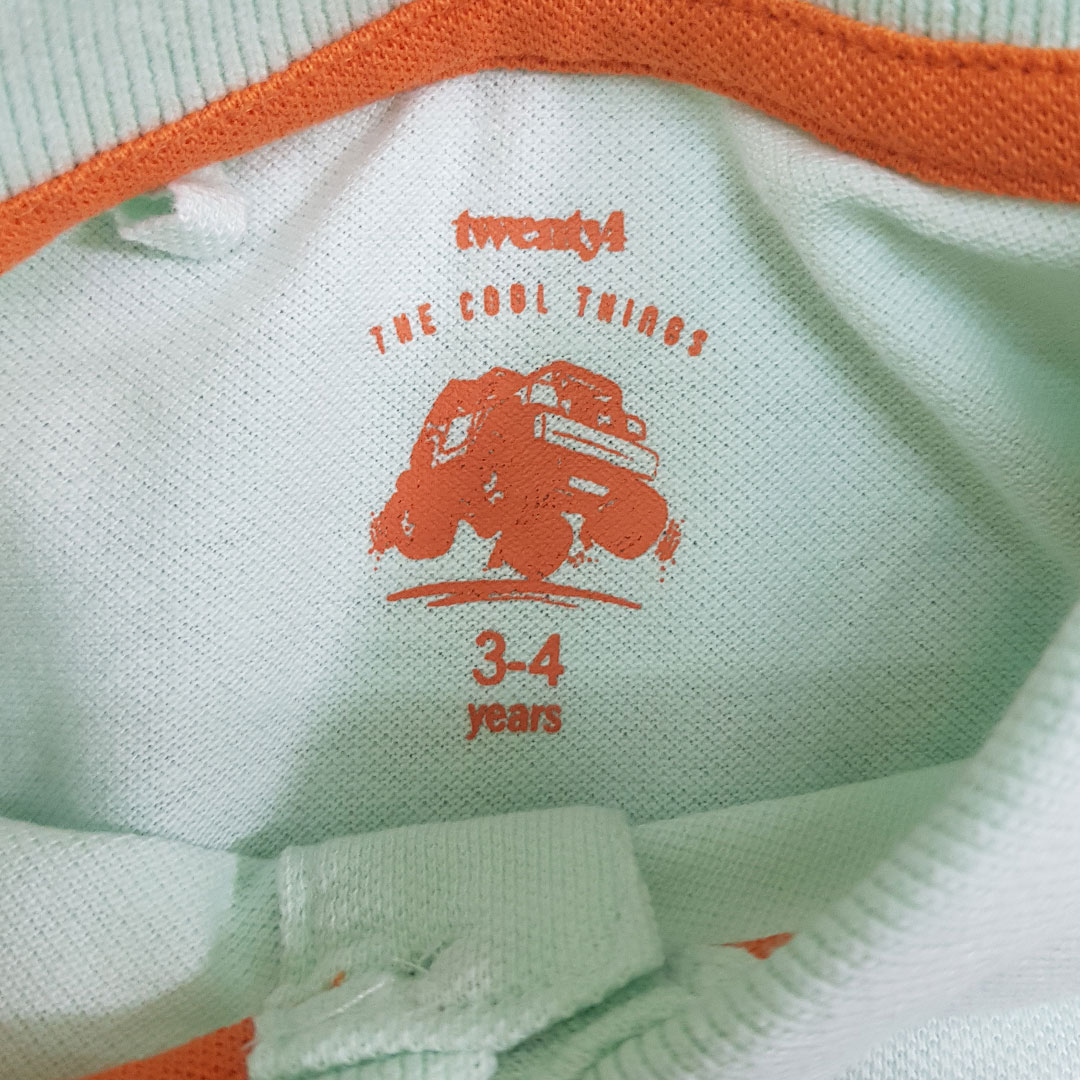 twenty4
THE COOL THINGS
3-4
years